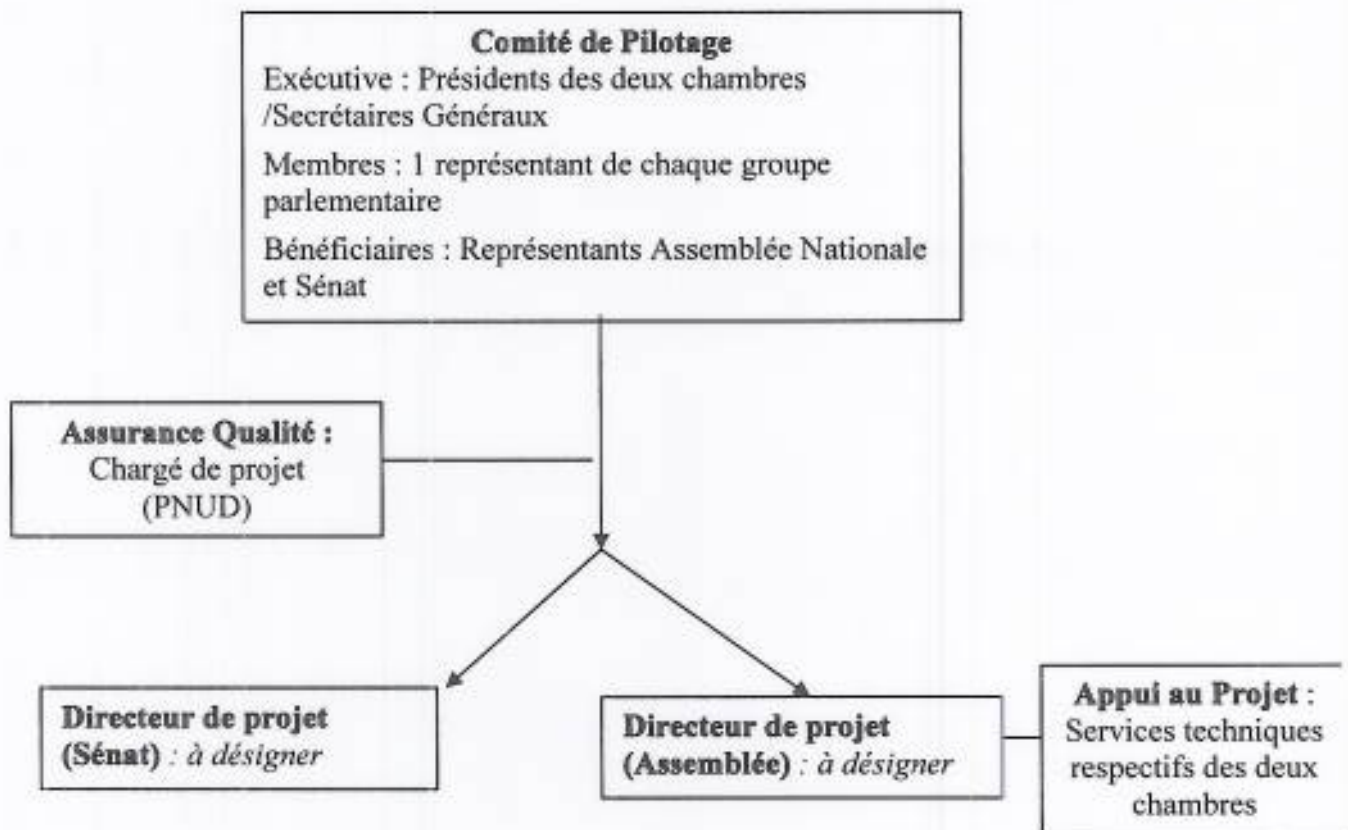 Comité de Pilotage
Exécutive : Présidents des deux chambres
/Secrétaires Généraux
Membres : 1 représentant de chaque groupe
parlementaire
Bénéficiaires : Représentants Assemblée Nationale
et Sénat
Assurance Qualité :
Chargé de projet
(PNUD)
Directeur de projet
(Sénat) : à désigner
Directeur de projet
(Assemblée) : à désigner
Appui au Projet :
Services techniques
respectifs des deux
chambres